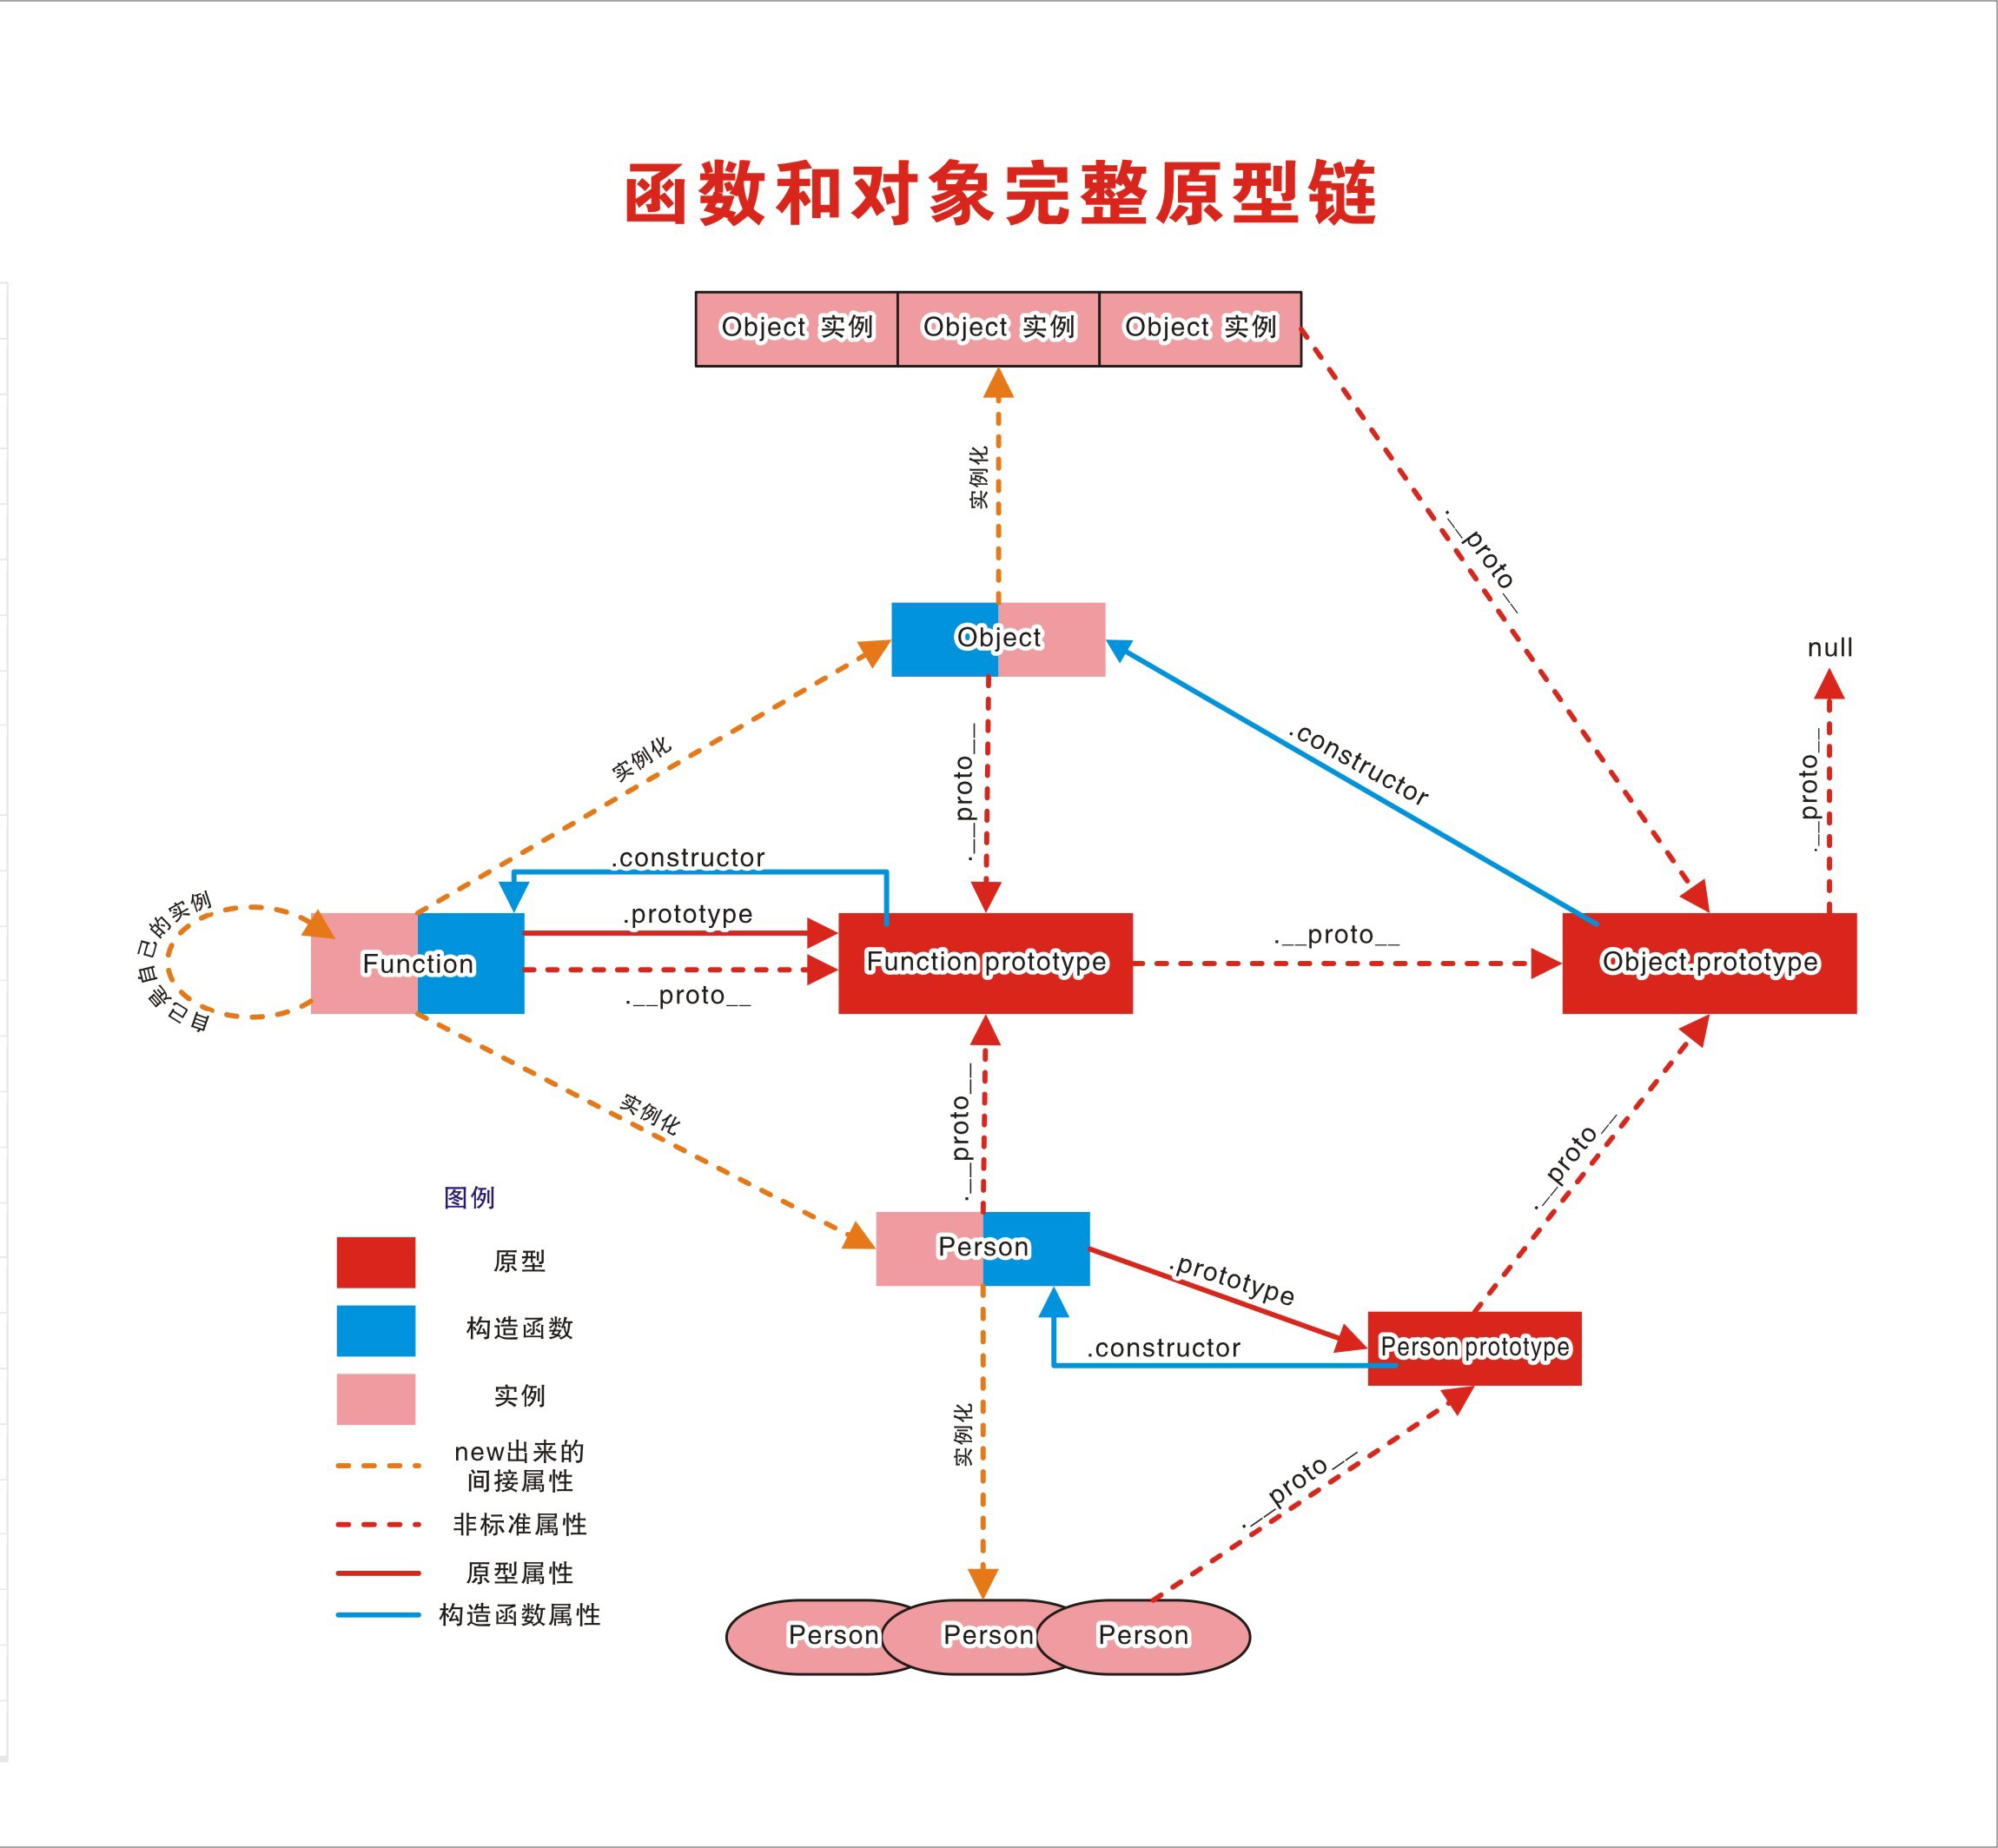 函数和对象完整原型链
Object 实例
Object 实例
Object 实例
实例化
.__proto__
Object
null
实例化
.__proto__
.constructor
.__proto__
.constructor
自己是自己的实例
.prototype
Function
Function prototype
.__proto__
Object.prototype
.__proto__
实例化
.__proto__
.__proto__
图例
Person
原型
.prototype
构造函数
.constructor
Person prototype
实例
实例化
new出来的
间接属性
.__proto__
非标准属性
原型属性
构造函数属性
Person
Person
Person